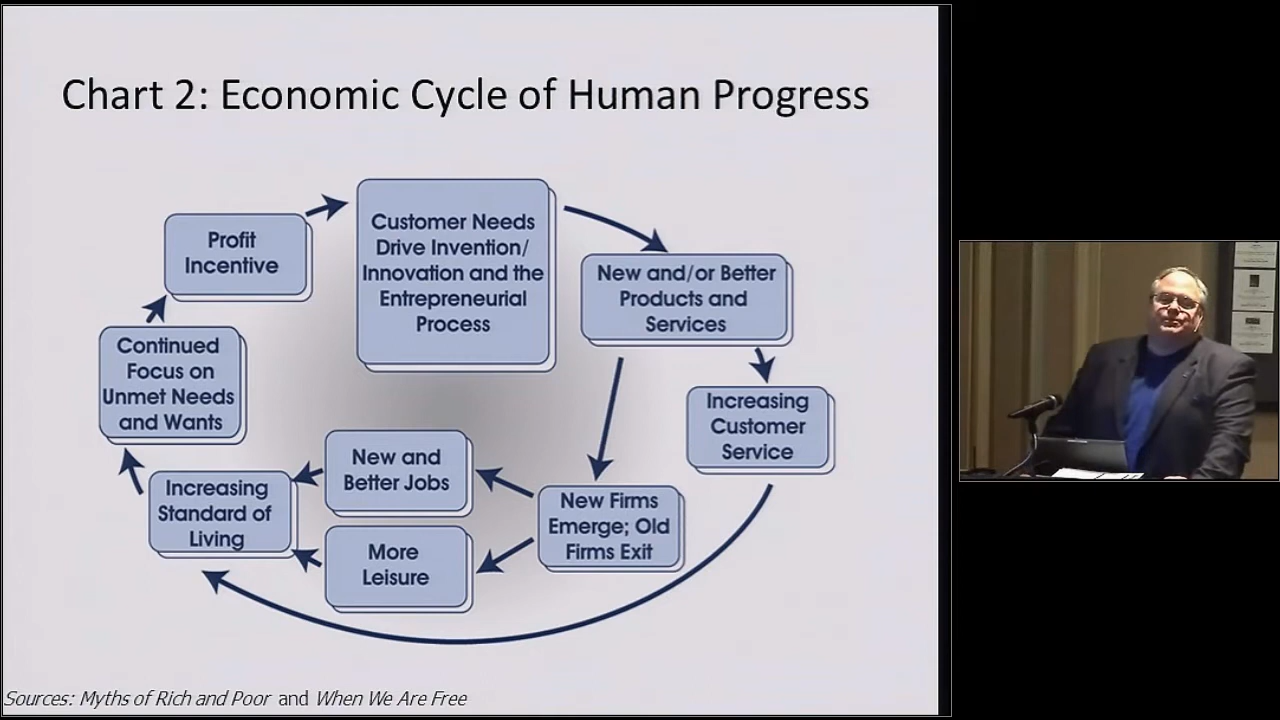 Chart 2: Economic Cycle of Human Progress
Profit
Incentive
Customer Needs
Drive Invention/
Innovation and the
Entrepreneurial
Process
New and/or Better
Products and
Services
Continued
Focus on
Unmet Needs
and Wants
Increasing
Customer
Service
New and
Better Jobs
Increasing
Standard of
Living
New Firms
Emerge; Old
Firms Exit
More
Leisure
Sources: Myths of Rich and Poor and When We Are Free